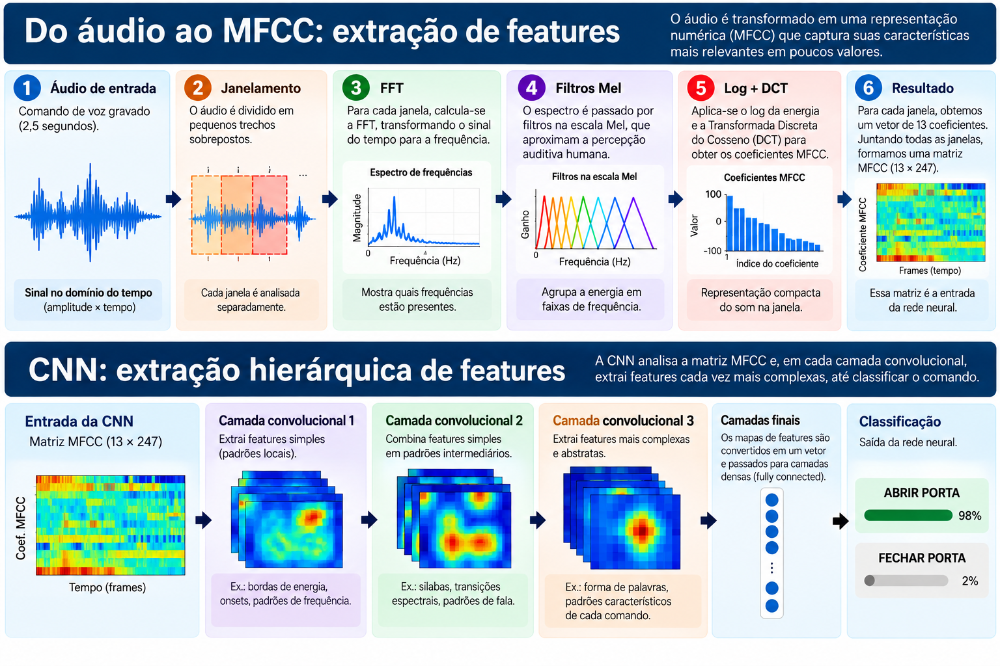 Do áudio ao MFCC: extração de features
O áudio é transformado em uma representação
numérica (MFCC) que captura suas características
mais relevantes em poucos valores.
1 Áudio de entrada
Comando de voz gravado
(2,5 segundos).
Sinal no domínio do tempo
(amplitude × tempo)
2 Janelamento
O áudio é dividido em
pequenos trechos
sobrepostos.
...
Cada janela é analisada
separadamente.
3 FFT
Para cada janela, calcula-se
a FFT, transformando o sinal
do tempo para a frequência.
Espectro de frequências
Magnitude
0
Frequência (Hz)
Mostra quais frequências
estão presentes.
4 Filtros Mel
O espectro é passado por
filtros na escala Mel, que
aproximam a percepção
auditiva humana.
Filtros na escala Mel
Ganho
0
Frequência (Hz)
Agrupa a energia em
faixas de frequência.
5 Log + DCT
Aplica-se o log da energia
e a Transformada Discreta
do Cosseno (DCT) para
obter os coeficientes MFCC.
Coeficientes MFCC
Valor
100
0
-100
1
Índice do coeficiente
Representação compacta
do som na janela.
6 Resultado
Para cada janela, obtemos
um vetor de 13 coeficientes.
Juntando todas as janelas,
formamos uma matriz
MFCC (13 × 247).
Coeficiente MFCC
Frames (tempo)
Essa matriz é a entrada
da rede neural.
CNN: extração hierárquica de features
A CNN analisa a matriz MFCC e, em cada camada convolucional,
extrai features cada vez mais complexas, até classificar o comando.
Entrada da CNN
Matriz MFCC (13 × 247)
Coef. MFCC
Tempo (frames)
Camada convolucional 1
Extrai features simples
(padrões locais).
Ex.: bordas de energia,
onsets, padrões de frequência.
Camada convolucional 2
Combina features simples
em padrões intermediários.
Ex.: silabas, transições
espectrais, padrões de fala.
Camada convolucional 3
Extrai features mais complexas
e abstratas.
Ex.: forma de palavras,
padrões característicos
de cada comando.
Camadas finais
Os mapas de features são
convertidos em um vetor
e passados para camadas
densas (fully connected).
Classificação
Saída da rede neural.
ABRIR PORTA
98%
FECHAR PORTA
2%